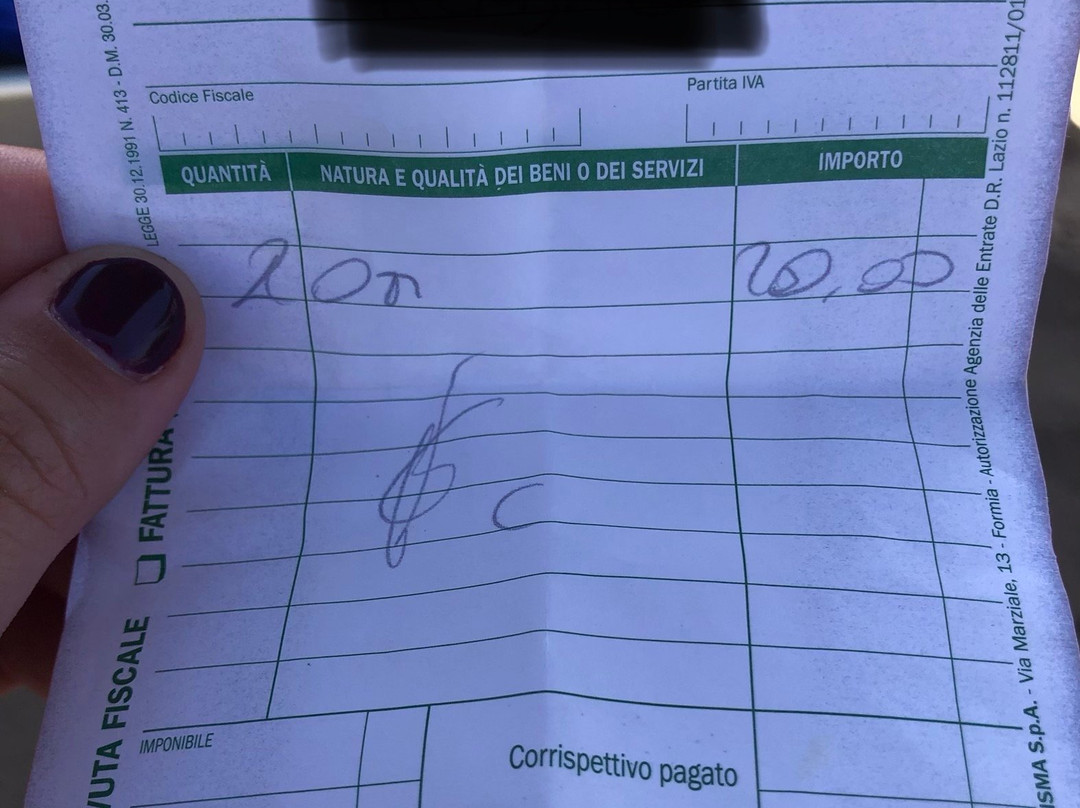 Codice Fiscale
Partita IVA
QUANTITÀ NATURA E QUALITÀ DEI BENI O DEI SERVIZI IMPORTO
2 20,00
C
IMPONIBILE
Corrispettivo pagato
LEGGE 30.12.1991 N. 413 - D.M. 30.03.
VUTA FISCALE FATTURA
ISMA S.p.A. - Via Marziale, 13 - Formia - Autorizzazione Agenzia delle Entrate D.R. Lazio n. 112811/01